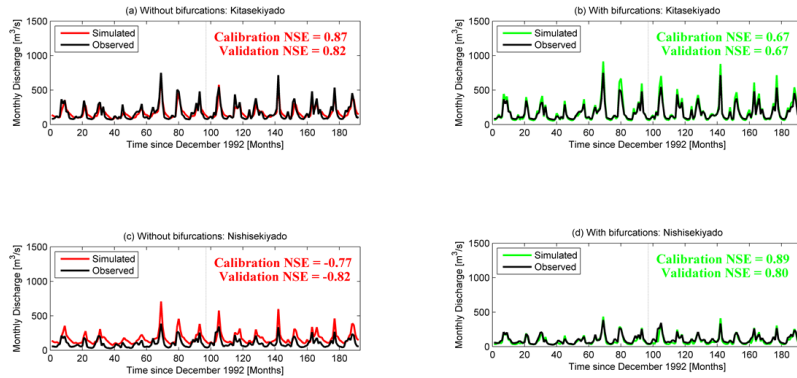 (a) Without bifurcations: Kitasekiyado
1500
1000
500
0
Monthly Discharge [m³/s]
Simulated
Observed
Calibration NSE = 0.87
Validation NSE = 0.82
0 20 40 60 80 100 120 140 160 180
Time since December 1992 [Months]
(b) With bifurcations: Kitasekiyado
1500
1000
500
0
Monthly Discharge [m³/s]
Simulated
Observed
Calibration NSE = 0.67
Validation NSE = 0.67
0 20 40 60 80 100 120 140 160 180
Time since December 1992 [Months]
(c) Without bifurcations: Nishisekiyado
1500
1000
500
0
Monthly Discharge [m³/s]
Simulated
Observed
Calibration NSE = -0.77
Validation NSE = -0.82
0 20 40 60 80 100 120 140 160 180
Time since December 1992 [Months]
(d) With bifurcations: Nishisekiyado
1500
1000
500
0
Monthly Discharge [m³/s]
Simulated
Observed
Calibration NSE = 0.89
Validation NSE = 0.80
0 20 40 60 80 100 120 140 160 180
Time since December 1992 [Months]